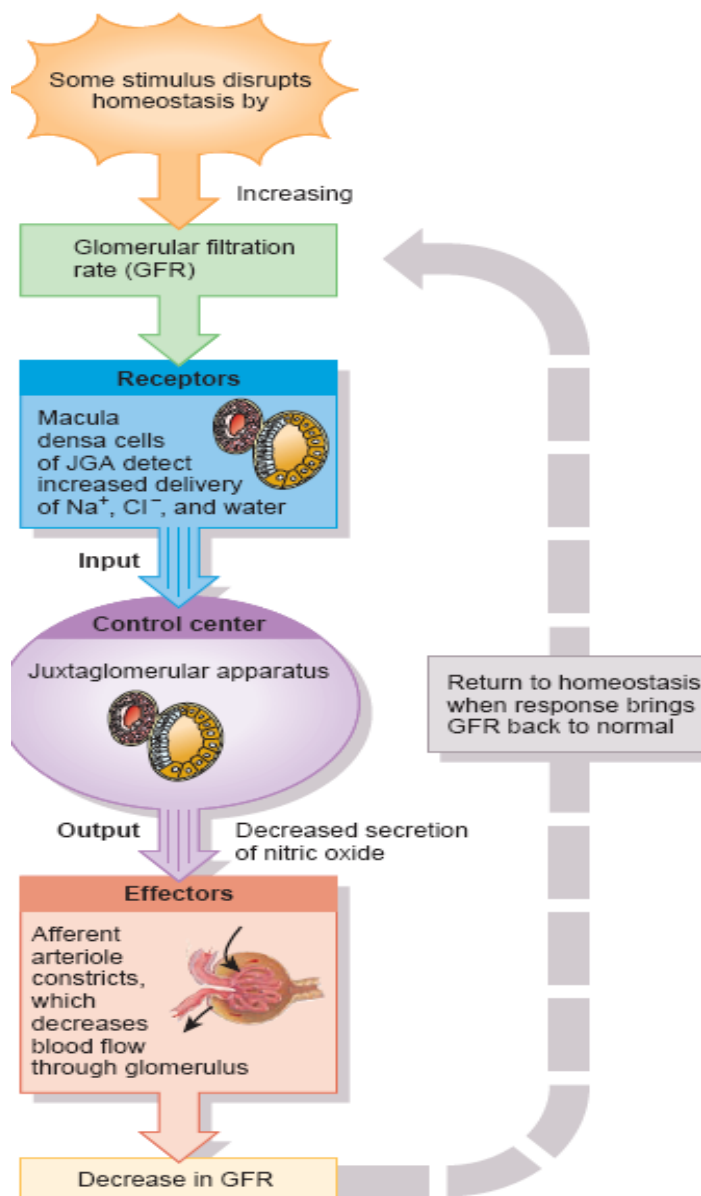 Some stimulus disrupts
homeostasis by
Increasing
Glomerular filtration
rate (GFR)
Receptors
Macula
densa cells
of JGA detect
increased delivery
of Na⁺, Cl⁻, and water
Input
Control center
Juxtaglomerular apparatus
Return to homeostasis
when response brings
GFR back to normal
Output
Decreased secretion
of nitric oxide
Effectors
Afferent
arteriole
constricts,
which
decreases
blood flow
through glomerulus
Decrease in GFR